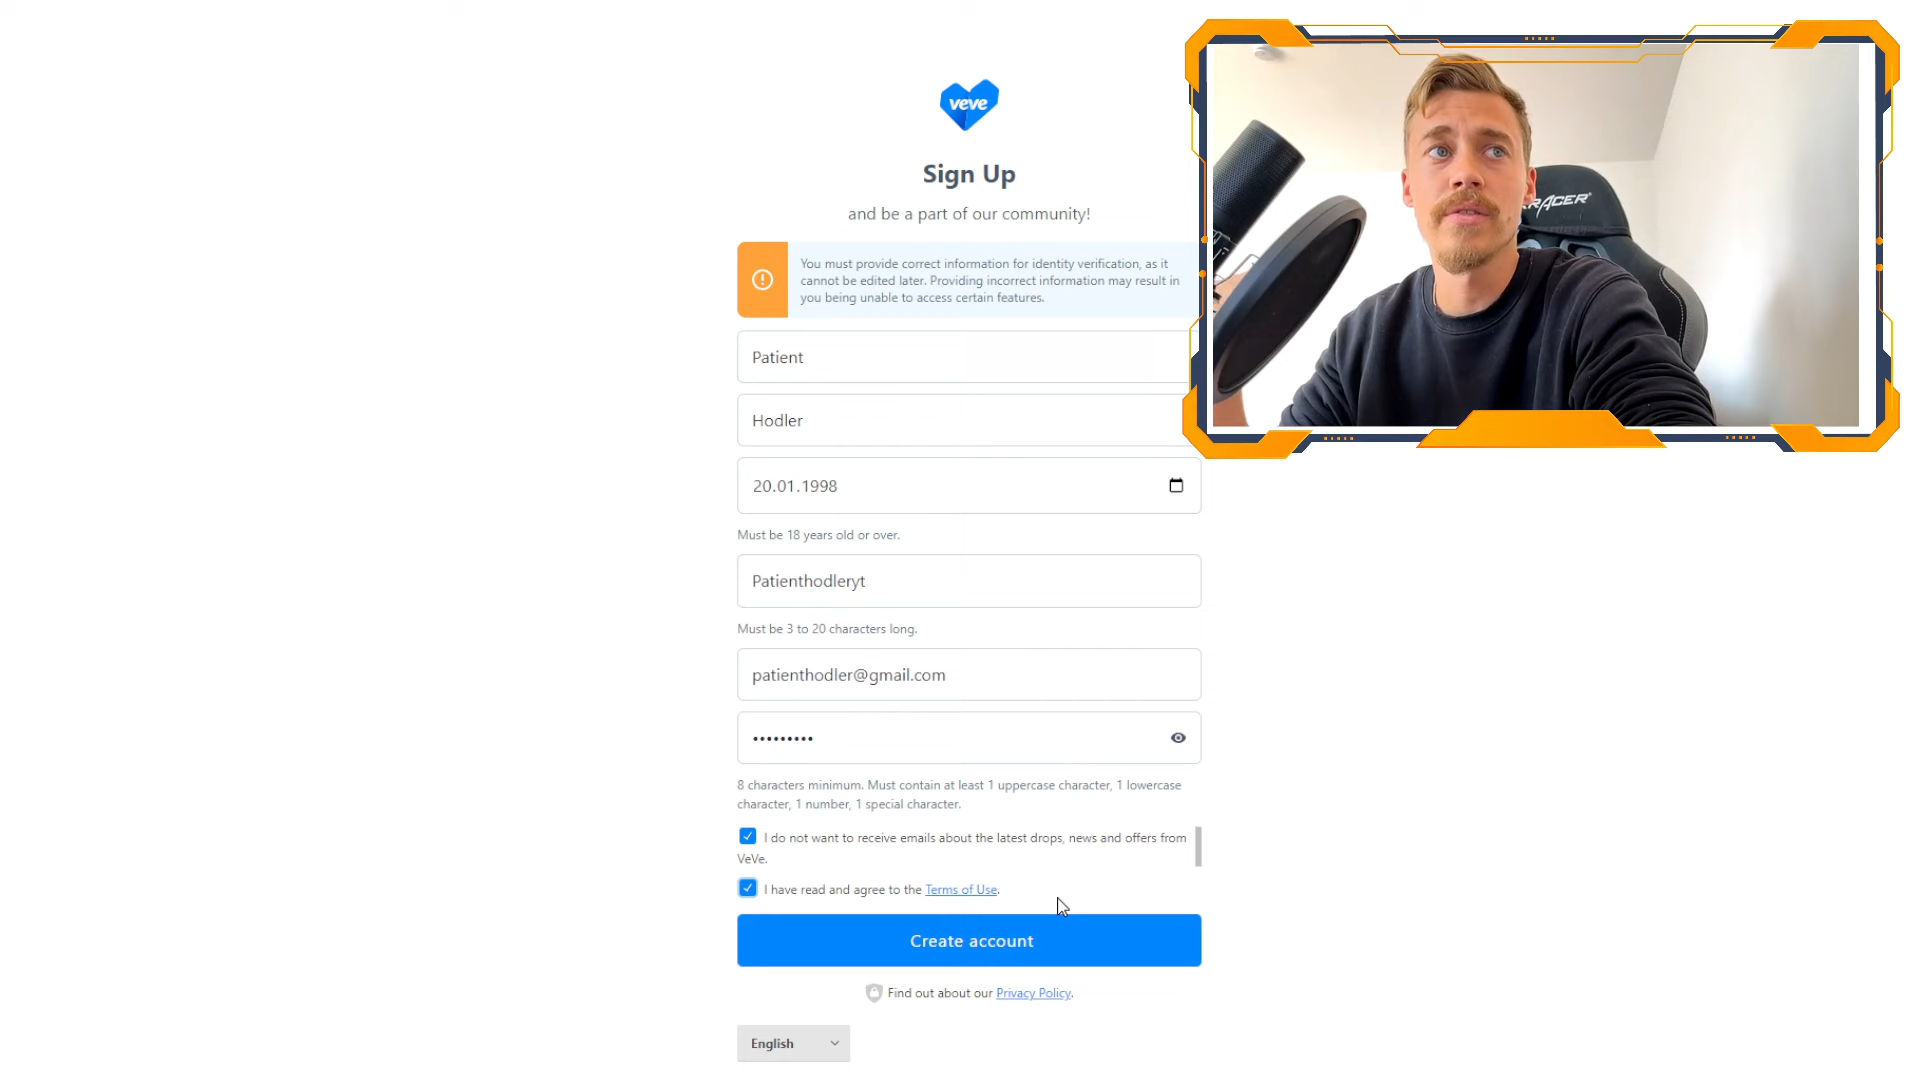 veve
Sign Up
and be a part of our community!
You must provide correct information for identity verification, as it
cannot be edited later. Providing incorrect information may result in
you being unable to access certain features.
Patient
Hodler
20.01.1998
Must be 18 years old or over.
Patienthodleryt
Must be 3 to 20 characters long.
patienthodler@gmail.com
•••••••••
8 characters minimum. Must contain at least 1 uppercase character, 1 lowercase
character, 1 number, 1 special character.
I do not want to receive emails about the latest drops, news and offers from
VeVe.
I have read and agree to the Terms of Use.
Create account
Find out about our Privacy Policy.
English
RACER